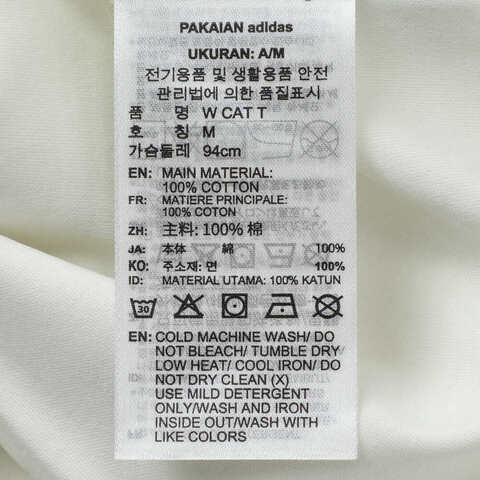 PAKAIAN adidas
UKURAN: A/M
전기용품 및 생활용품 안전
관리법에 의한 품질표시
품 명 W CAT T
호 칭 M
가슴둘레 94cm
EN: MAIN MATERIAL:
100% COTTON
FR: MATIERE PRINCIPALE:
100% COTON
ZH: 主料: 100% 棉
JA: 本体 綿 100%
KO: 주소재: 면 100%
ID: MATERIAL UTAMA: 100% KATUN
30
EN: COLD MACHINE WASH/ DO
NOT BLEACH/ TUMBLE DRY
LOW HEAT/ COOL IRON/ DO
NOT DRY CLEAN (X)
USE MILD DETERGENT
ONLY/WASH AND IRON
INSIDE OUT/WASH WITH
LIKE COLORS